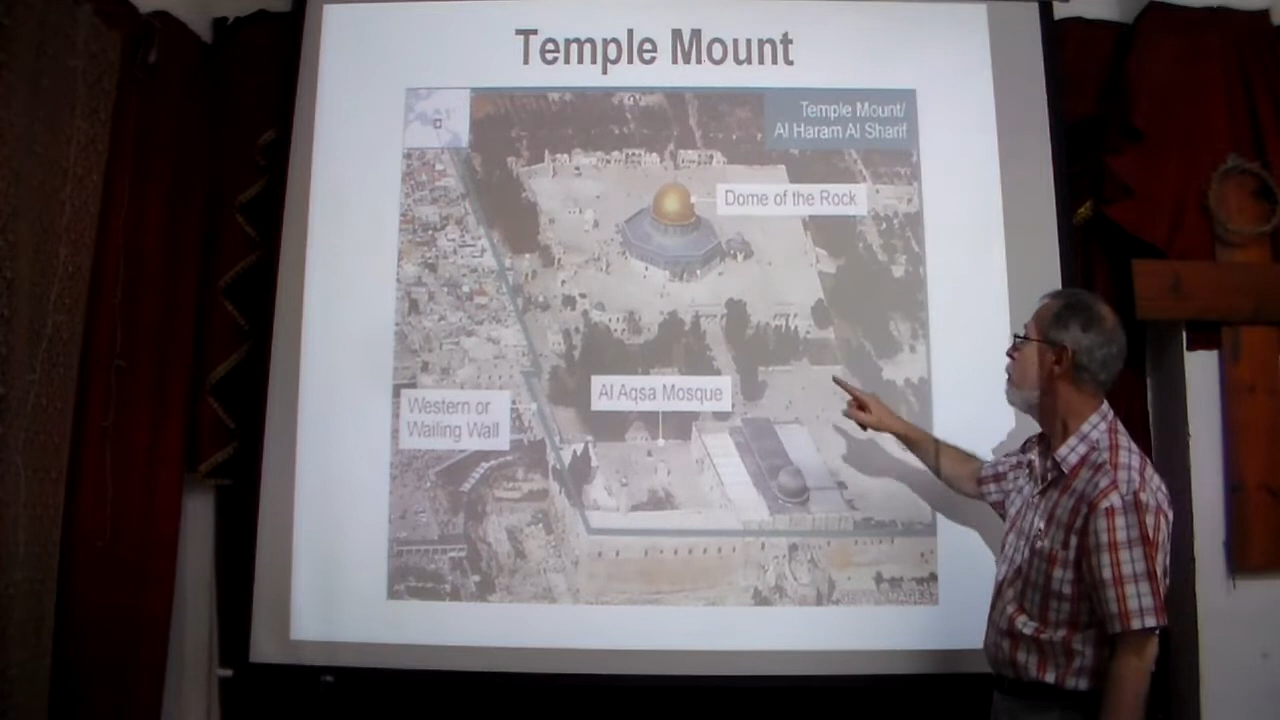 Temple Mount
Temple Mount/
Al Haram Al Sharif
Dome of the Rock
Al Aqsa Mosque
Western or
Wailing Wall